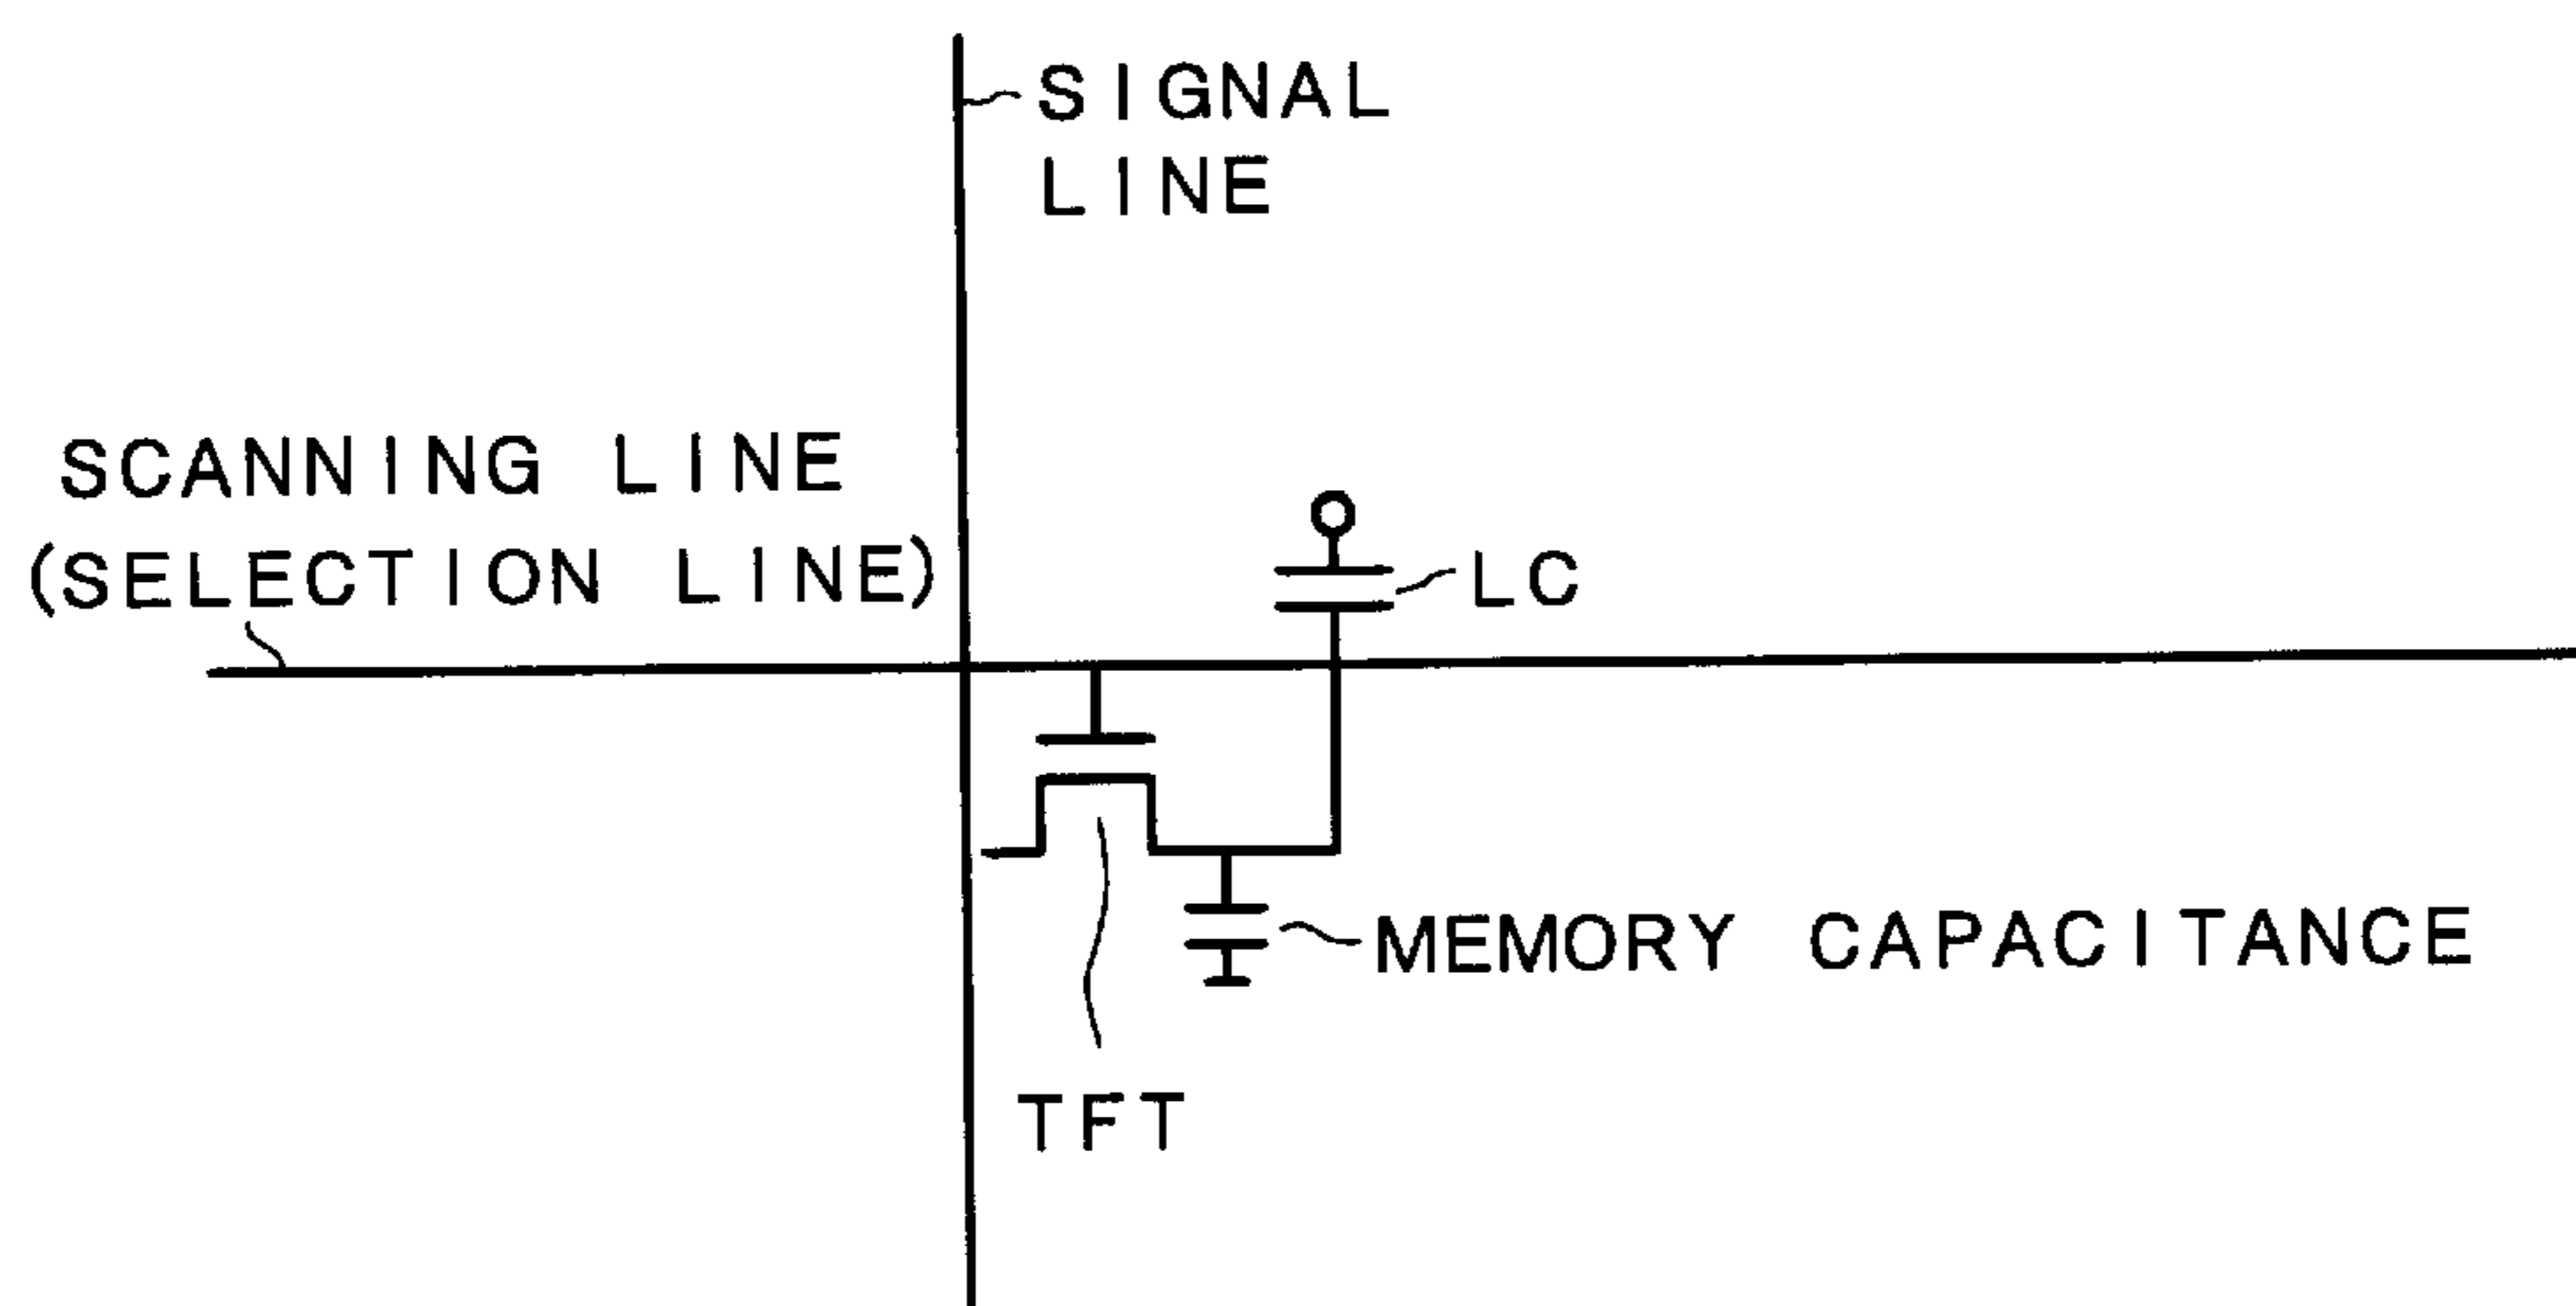 SIGNAL
LINE
SCANNING LINE
(SELECTION LINE)
LC
MEMORY CAPACITANCE
TFT